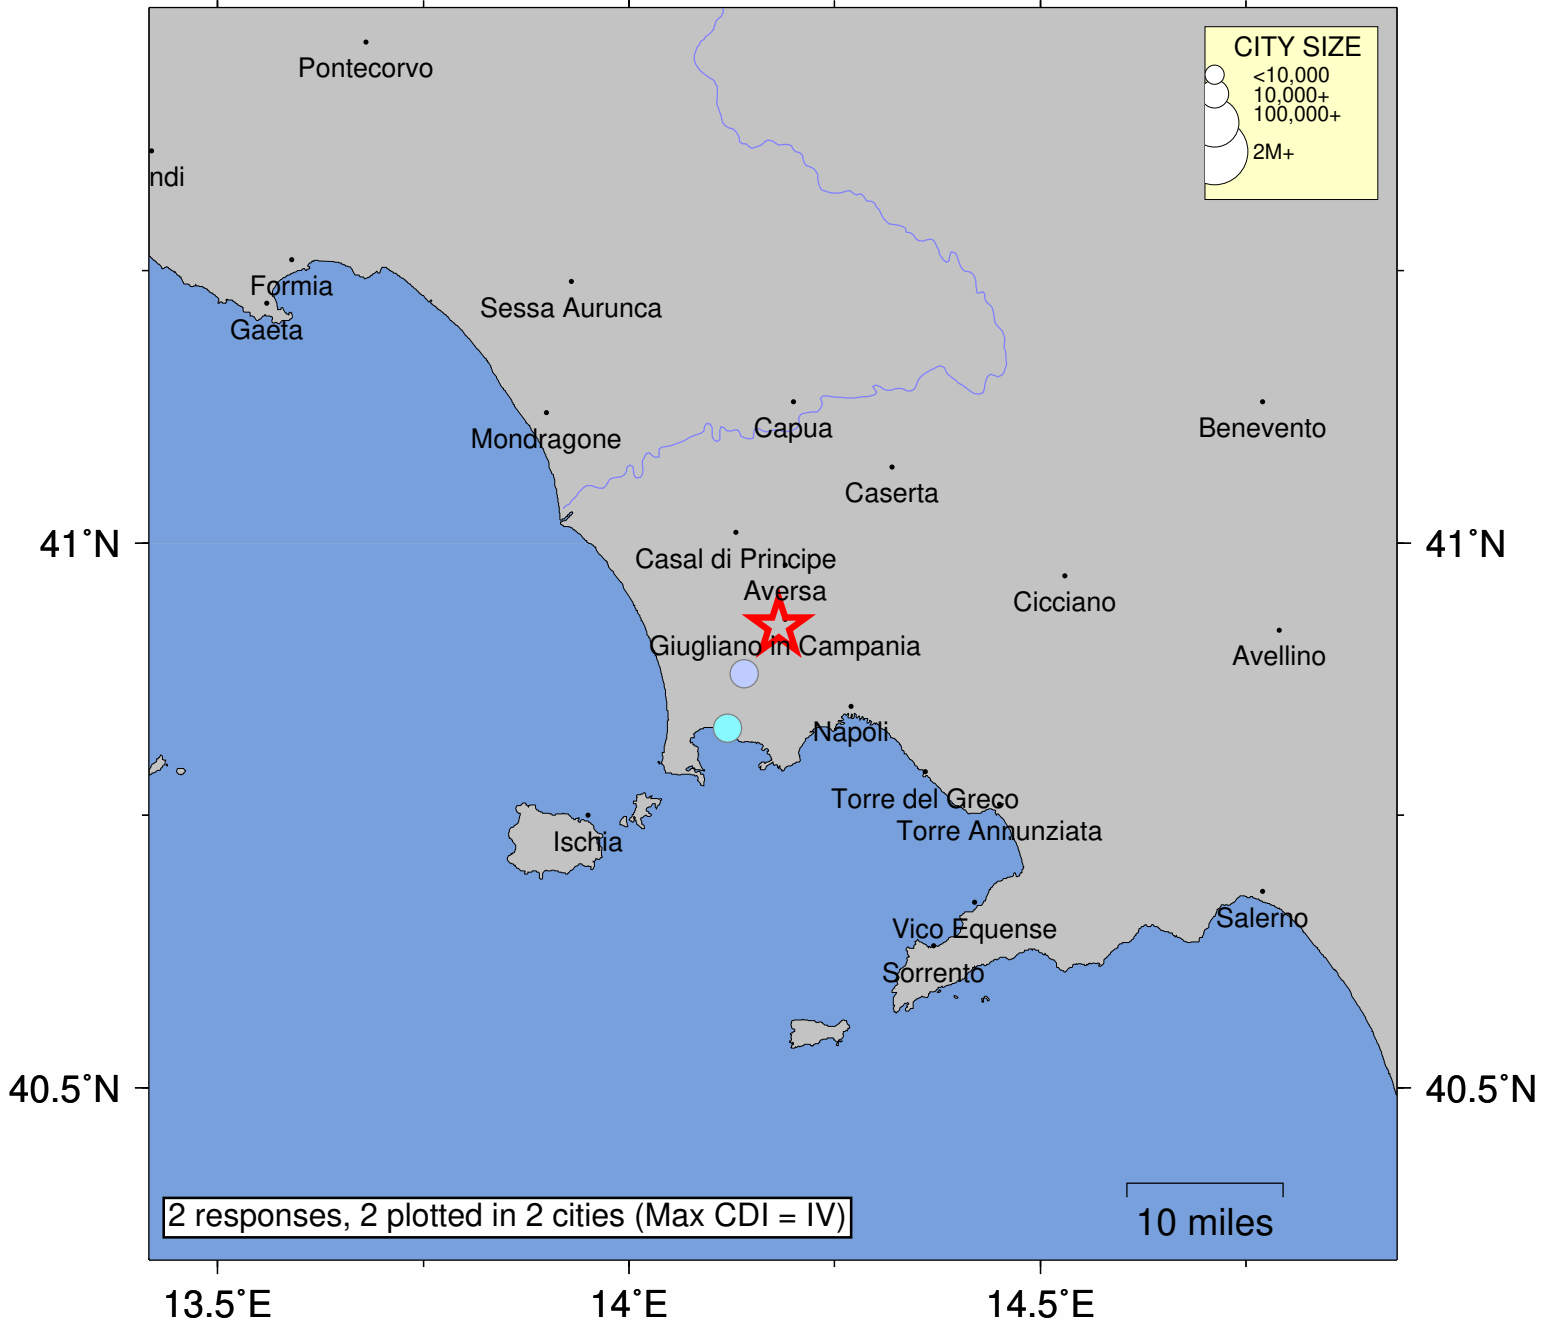 CITY SIZE
<10,000
10,000+
100,000+
2M+
Pontecorvo
ndi
Formia
Gaeta
Sessa Aurunca
Mondragone
Capua
Benevento
Caserta
41°N
41°N
Casal di Principe
Aversa
Cicciano
Giugliano in Campania
Avellino
Napoli
Torre del Greco
Torre Annunziata
Ischia
Vico Equense
Salerno
Sorrento
40.5°N
40.5°N
2 responses, 2 plotted in 2 cities (Max CDI = IV)
10 miles
13.5°E
14°E
14.5°E